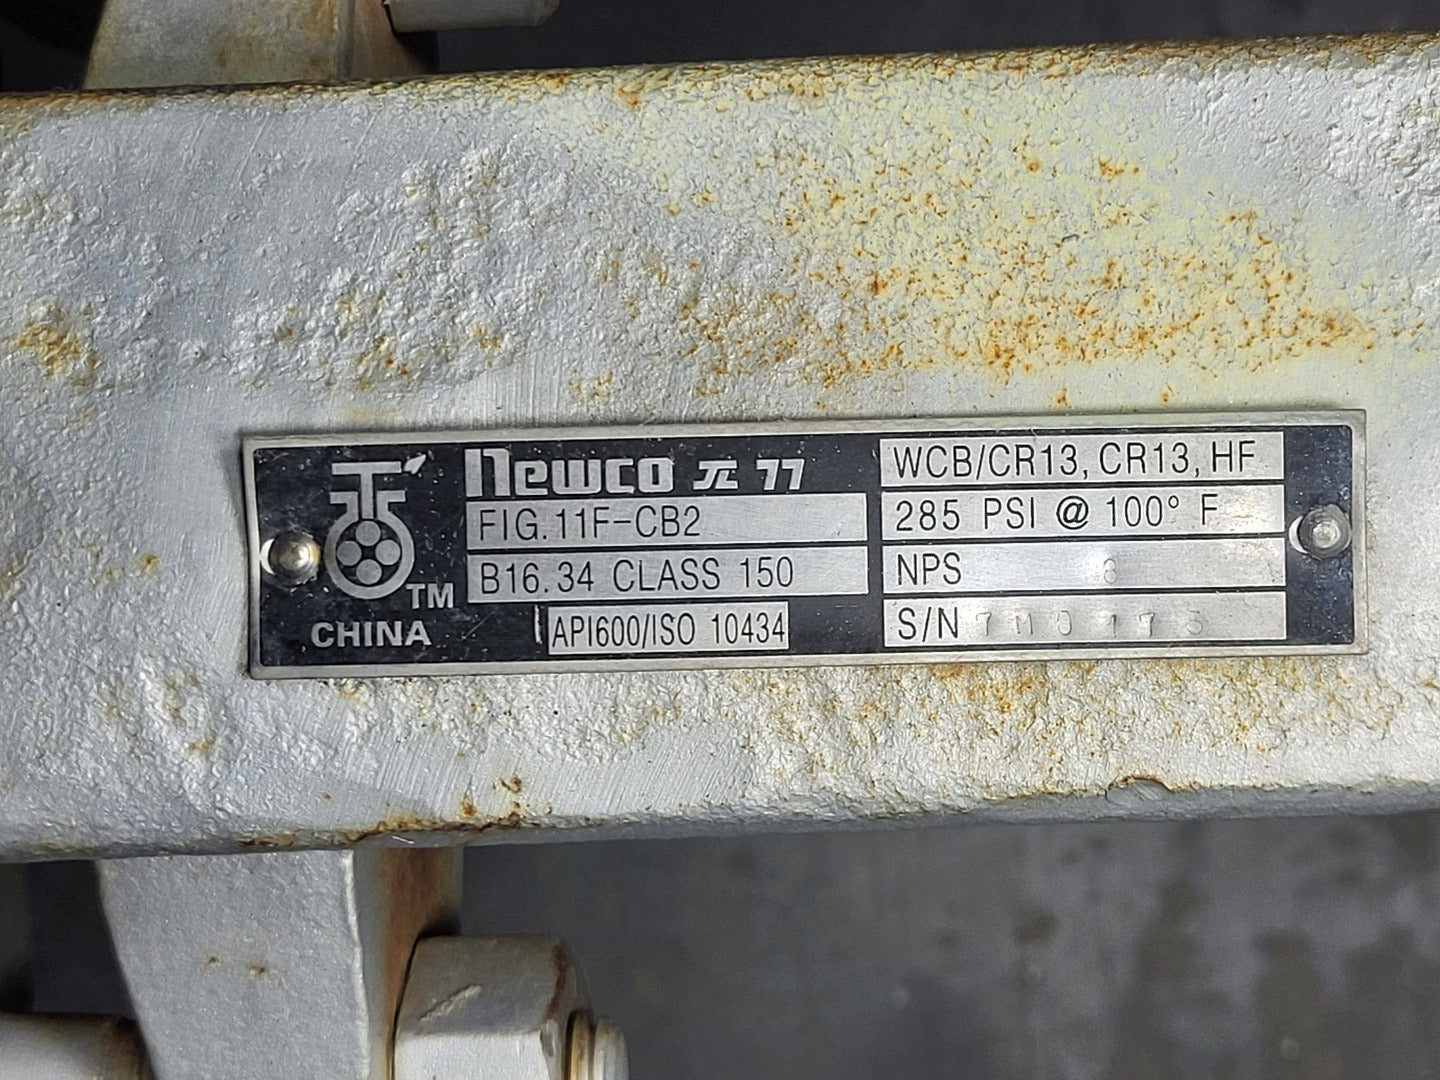 newco 77
FIG. 11F-CB2
B16.34 CLASS 150
API600/ISO 10434
TM
CHINA
WCB/CR13, CR13, HF
285 PSI @ 100° F
NPS 8
S/N